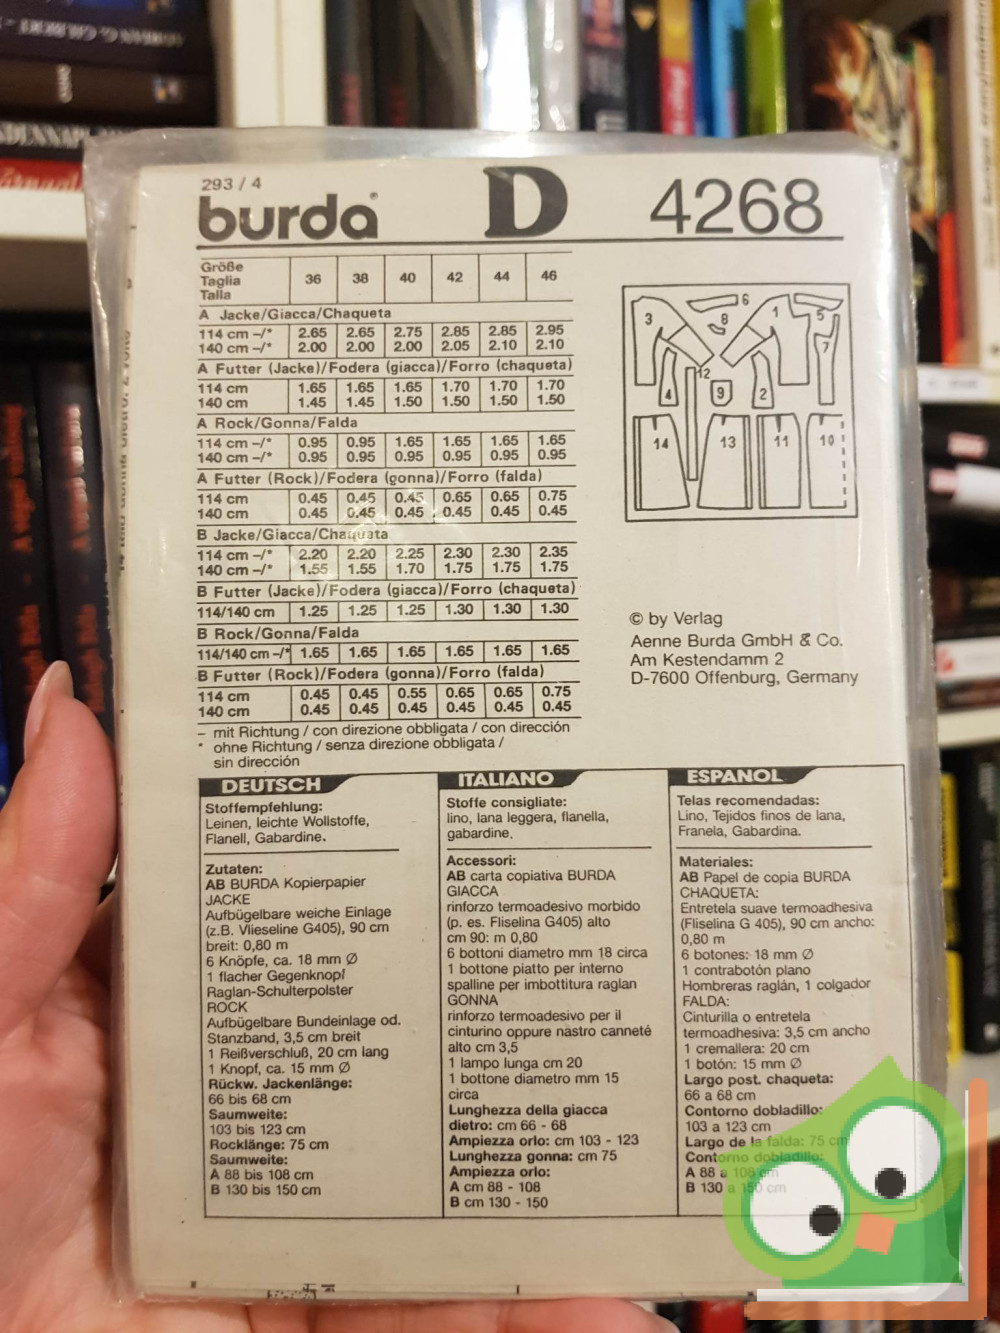 293 / 4
burda® D 4268
Größe
Taglia
Talla
36 38 40 42 44 46
A Jacke/Giacca/Chaqueta
114 cm –/* 2.65 2.65 2.75 2.85 2.85 2.95
140 cm –/* 2.00 2.00 2.00 2.05 2.10 2.10
A Futter (Jacke)/Fodera (giacca)/Forro (chaqueta)
114 cm 1.65 1.65 1.65 1.70 1.70 1.70
140 cm 1.45 1.45 1.50 1.50 1.50 1.50
A Rock/Gonna/Falda
114 cm –/* 0.95 0.95 1.65 1.65 1.65 1.65
140 cm –/* 0.95 0.95 0.95 0.95 0.95 0.95
A Futter (Rock)/Fodera (gonna)/Forro (falda)
114 cm 0.45 0.45 0.45 0.65 0.65 0.75
140 cm 0.45 0.45 0.45 0.45 0.45 0.45
B Jacke/Giacca/Chaqueta
114 cm –/* 2.20 2.20 2.25 2.30 2.30 2.35
140 cm –/* 1.55 1.55 1.70 1.75 1.75 1.75
B Futter (Jacke)/Fodera (giacca)/Forro (chaqueta)
114/140 cm 1.25 1.25 1.25 1.30 1.30 1.30
B Rock/Gonna/Falda
114/140 cm –/* 1.65 1.65 1.65 1.65 1.65 1.65
B Futter (Rock)/Fodera (gonna)/Forro (falda)
114 cm 0.45 0.45 0.55 0.65 0.65 0.75
140 cm 0.45 0.45 0.45 0.45 0.45 0.45
– mit Richtung / con direzione obbligata / con dirección
* ohne Richtung / senza direzione obbligata /
sin dirección
3 6 8 1 5 7
4 12 9 2
14 13 11 10
© by Verlag
Aenne Burda GmbH & Co.
Am Kestendamm 2
D-7600 Offenburg, Germany
DEUTSCH
Stoffempfehlung:
Leinen, leichte Wollstoffe,
Flanell, Gabardine.
Zutaten:
AB BURDA Kopierpapier
JACKE
Aufbügelbare weiche Einlage
(z.B. Vlieseline G405), 90 cm
breit: 0,80 m
6 Knöpfe, ca. 18 mm Ø
1 flacher Gegenknopf
Raglan-Schulterpolster
ROCK
Aufbügelbare Bundeinlage od.
Stanzband, 3,5 cm breit
1 Reißverschluß, 20 cm lang
1 Knopf, ca. 15 mm Ø
Rückw. Jackenlänge:
66 bis 68 cm
Saumweite:
103 bis 123 cm
Rocklänge: 75 cm
Saumweite:
A 88 bis 108 cm
B 130 bis 150 cm
ITALIANO
Stoffe consigliate:
lino, lana leggera, flanella,
gabardine.
Accessori:
AB carta copiativa BURDA
GIACCA
rinforzo termoadesivo morbido
(p. es. Fliselina G405) alto
cm 90: m 0,80
6 bottoni diametro mm 18 circa
1 bottone piatto per interno
spalline per imbottitura raglan
GONNA
rinforzo termoadesivo per il
cinturino oppure nastro canneté
alto cm 3,5
1 lampo lunga cm 20
1 bottone diametro mm 15
circa
Lunghezza della giacca
dietro: cm 66 - 68
Ampiezza orlo: cm 103 - 123
Lunghezza gonna: cm 75
Ampiezza orlo:
A cm 88 - 108
B cm 130 - 150
ESPANOL
Telas recomendadas:
Lino, Tejidos finos de lana,
Franela, Gabardina.
Materiales:
AB Papel de copia BURDA
CHAQUETA:
Entretela suave termoadhesiva
(Fliselina G 405), 90 cm ancho:
0,80 m
6 botones: 18 mm Ø
1 contrabotón plano
Hombreras raglán, 1 colgador
FALDA:
Cinturilla o entretela
termoadhesiva: 3,5 cm ancho
1 cremallera: 20 cm
1 botón: 15 mm Ø
Largo post. chaqueta:
66 a 68 cm
Contorno dobladillo:
103 a 123 cm
Largo de la falda: 75 cm
Contorno dobladillo:
A 88 a 108 cm
B 130 a 150 cm